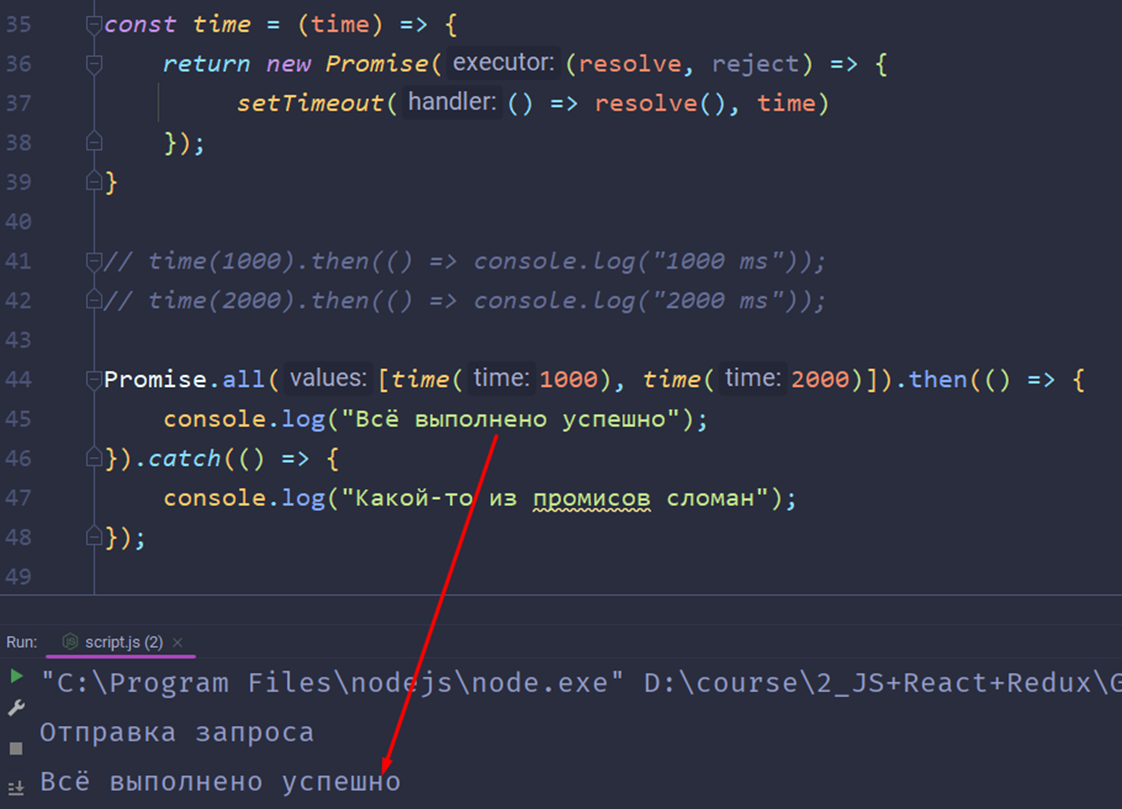 35 const time = (time) => {
36 return new Promise( executor: (resolve, reject) => {
37 setTimeout( handler: () => resolve(), time)
38 });
39 }
40
41 // time(1000).then(() => console.log("1000 ms"));
42 // time(2000).then(() => console.log("2000 ms"));
43
44 Promise.all( values: [time( time: 1000), time( time: 2000)]).then(() => {
45 console.log("Всё выполнено успешно");
46 }).catch(() => {
47 console.log("Какой-то из промисов сломан");
48 });
49
Run: script.js (2) ×
"C:\Program Files\nodejs\node.exe" D:\course\2_JS+React+Redux\
Отправка запроса
Всё выполнено успешно